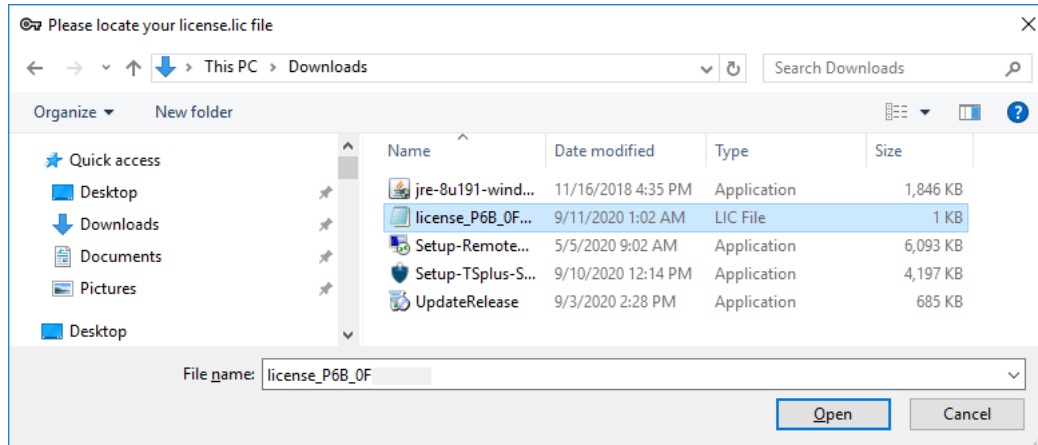 Please locate your license.lic file
This PC > Downloads
Search Downloads
Organize
New folder
Quick access
Desktop
Downloads
Documents
Pictures
Desktop
Name Date modified Type Size
jre-8u191-wind... 11/16/2018 4:35 PM Application 1,846 KB
license_P6B_0F... 9/11/2020 1:02 AM LIC File 1 KB
Setup-Remote... 5/5/2020 9:02 AM Application 6,093 KB
Setup-TSplus-S... 9/10/2020 12:14 PM Application 4,197 KB
UpdateRelease 9/3/2020 2:28 PM Application 685 KB
File name: license_P6B_0F
Open Cancel